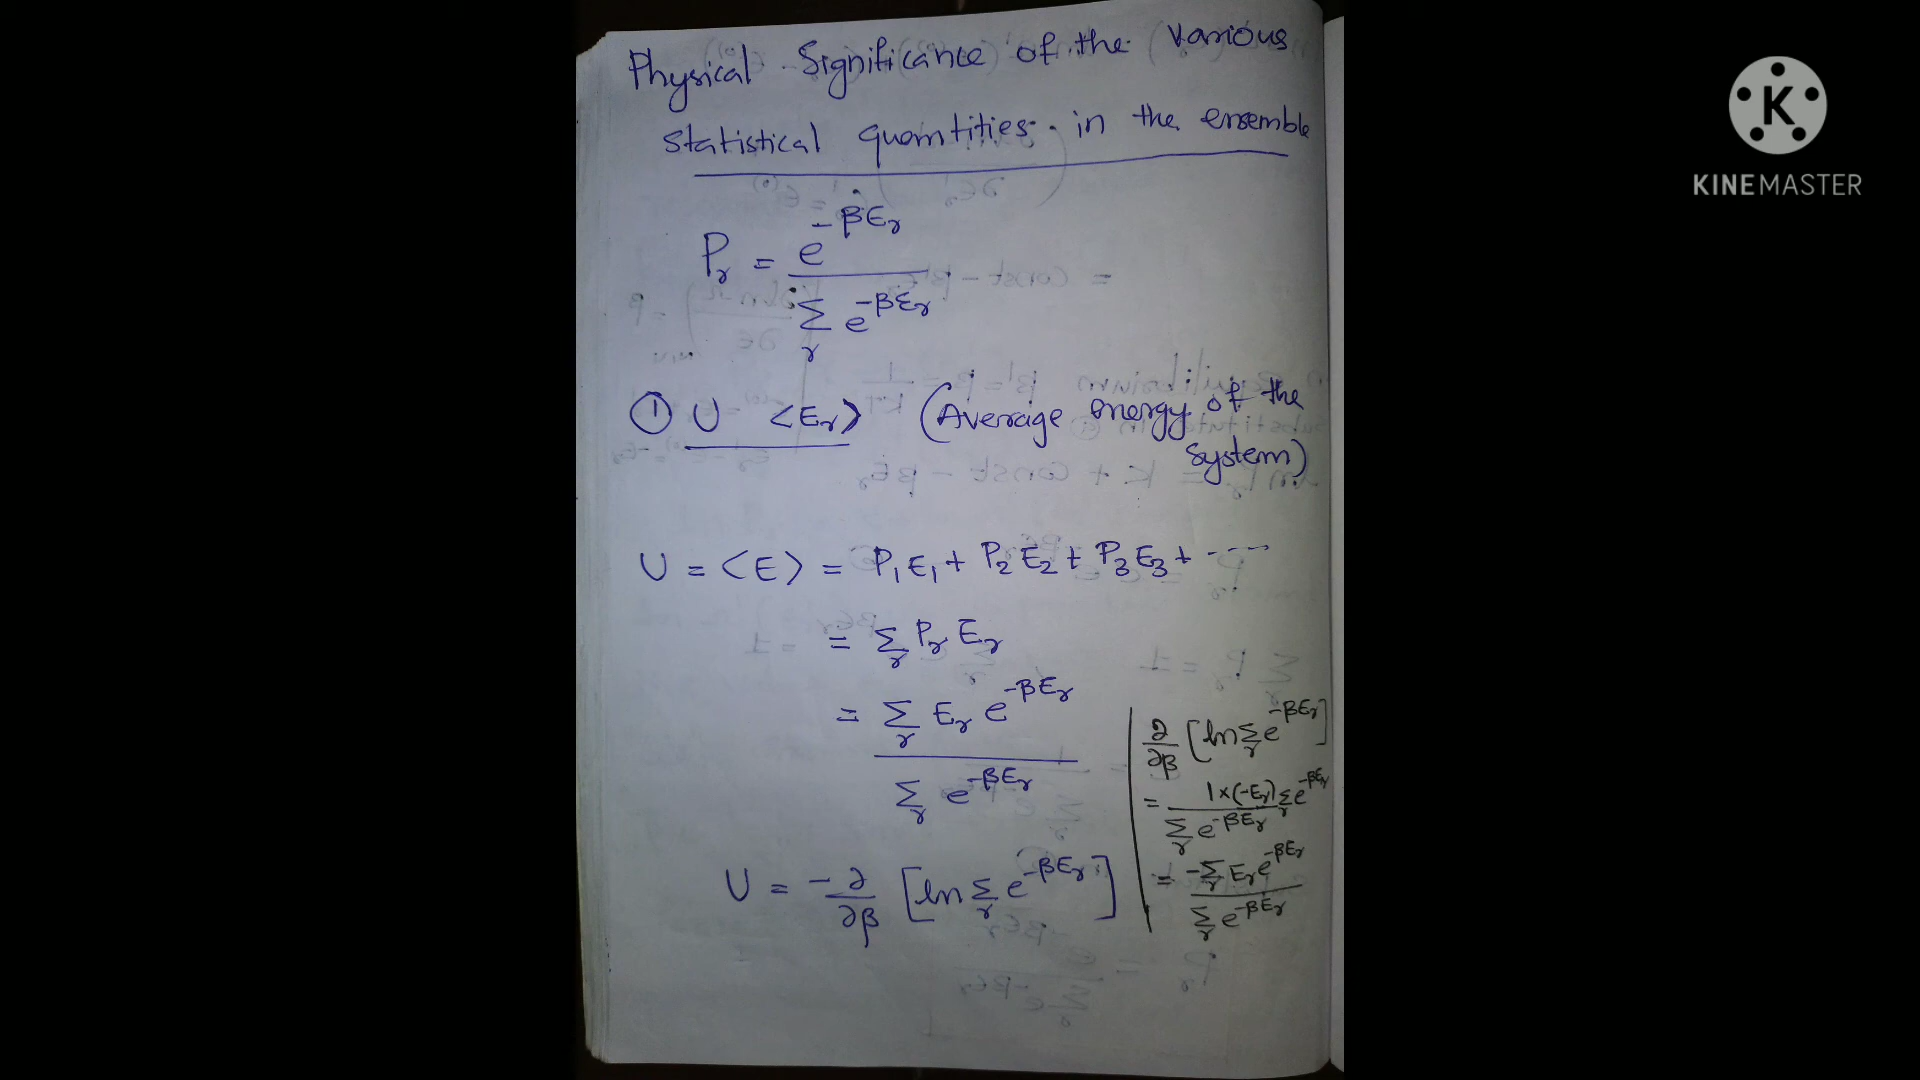 Physical Significance of the various
statistical quantities in the ensemble
P_r = e^{-βE_r} / Σ_r e^{-βE_r}
① U <E_r> (Average energy of the
system)
U = <E> = P_1E_1 + P_2E_2 + P_3E_3 + ----
= Σ_r P_r E_r
= Σ_r E_r e^{-βE_r} / Σ_r e^{-βE_r}
U = -∂/∂β [ln Σ_r e^{-βE_r}]
∂/∂β [ln Σ_r e^{-βE_r}]
= 1×(-E_r) Σ_r e^{-βE_r} / Σ_r e^{-βE_r}
= -Σ_r E_r e^{-βE_r} / Σ_r e^{-βE_r}
K
KINEMASTER